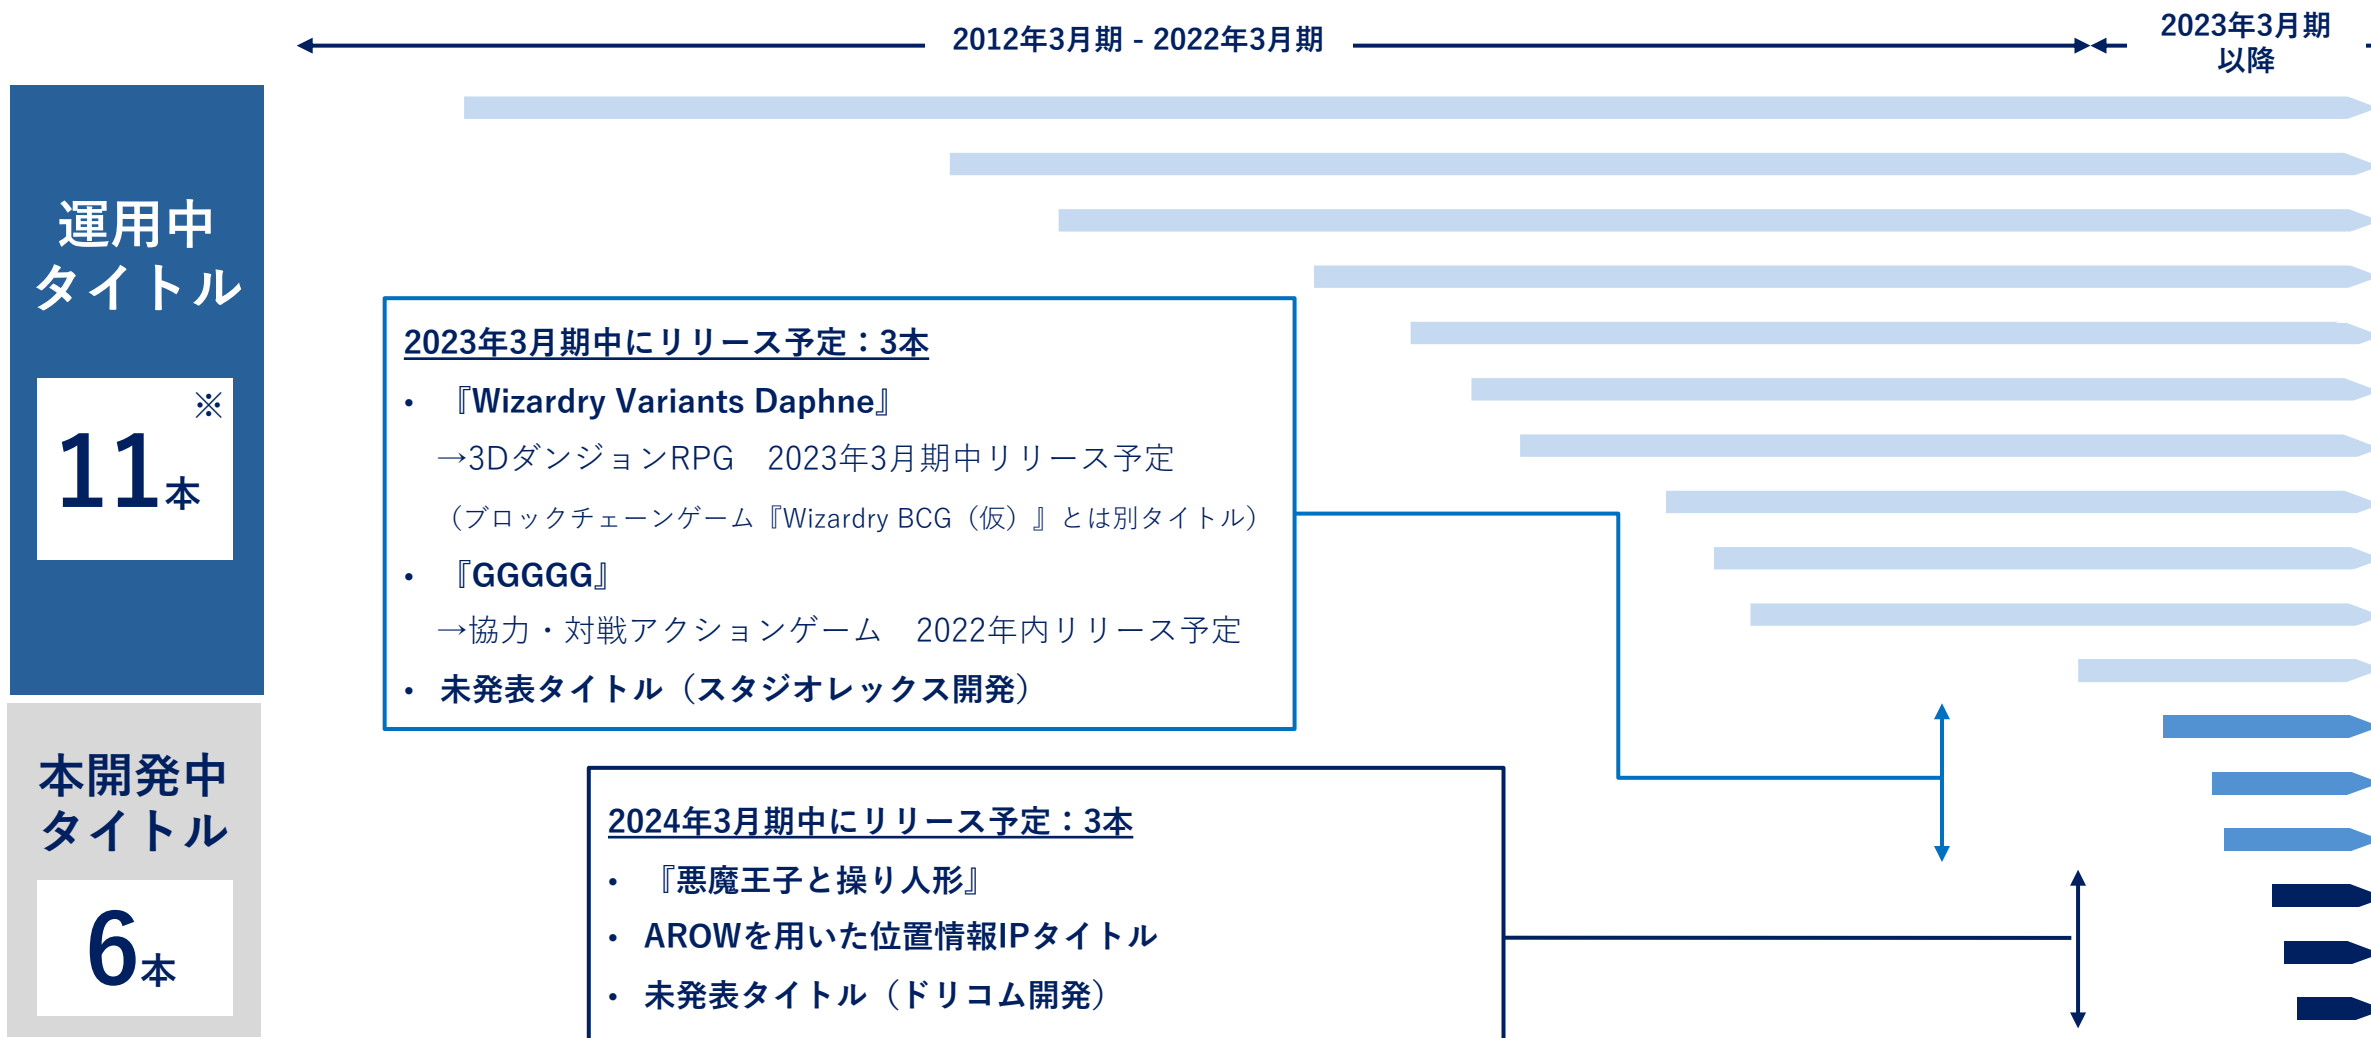 2012年3月期 - 2022年3月期
2023年3月期
以降
運用中
タイトル
※
11本
2023年3月期中にリリース予定：3本
• 『Wizardry Variants Daphne』
→3DダンジョンRPG　2023年3月期中リリース予定
（ブロックチェーンゲーム『Wizardry BCG（仮）』とは別タイトル）
• 『GGGGG』
→協力・対戦アクションゲーム　2022年内リリース予定
• 未発表タイトル（スタジオレックス開発）
本開発中
タイトル
6本
2024年3月期中にリリース予定：3本
• 『悪魔王子と操り人形』
• AROWを用いた位置情報IPタイトル
• 未発表タイトル（ドリコム開発）